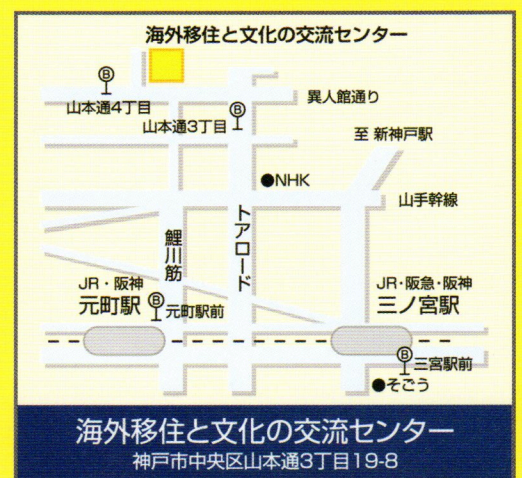 海外移住と文化の交流センター
B
山本通4丁目
B
山本通3丁目
異人館通り
至 新神戸駅
●NHK
山手幹線
鯉川筋
トアロード
JR・阪神
元町駅
B
元町駅前
JR・阪急・阪神
三ノ宮駅
B
三宮駅前
●そごう
海外移住と文化の交流センター
神戸市中央区山本通3丁目19-8